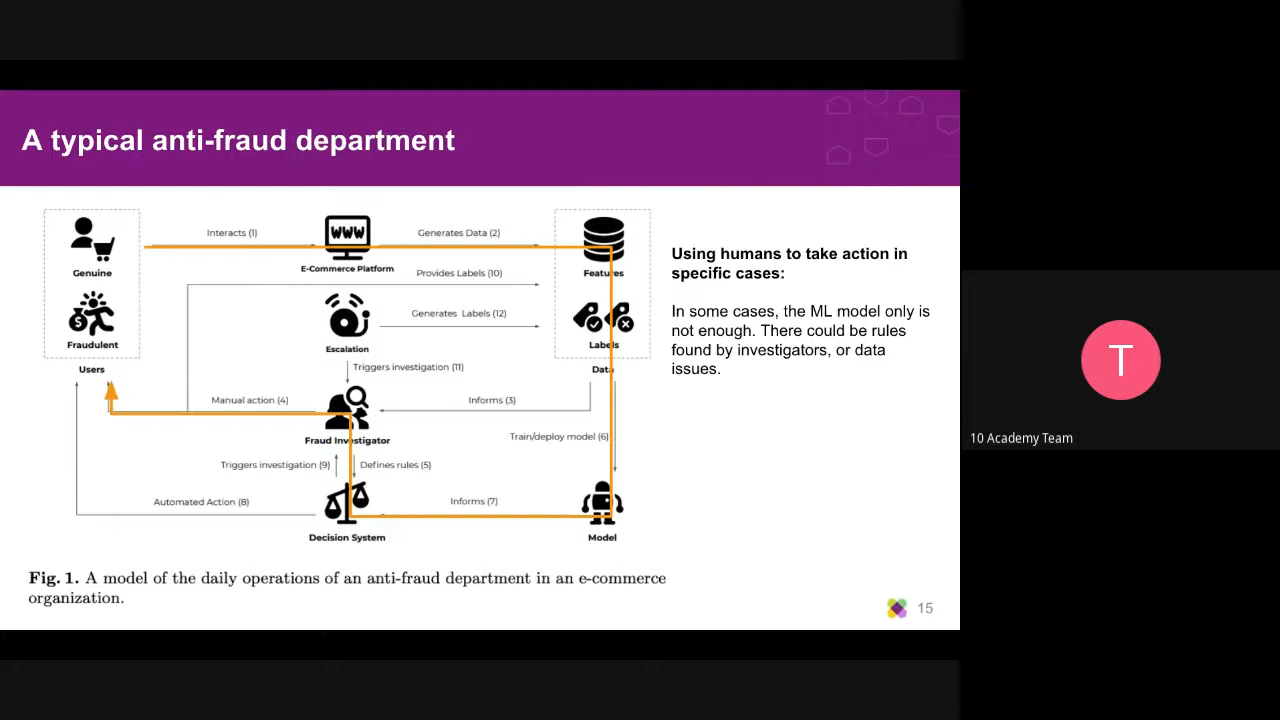 A typical anti-fraud department
Interacts (1)
WWW
Generates Data (2)
Genuine
E-Commerce Platform
Features
Provides Labels (10)
Generates Labels (12)
Fraudulent
Escalation
Labels
Users
Triggers investigation (11)
Data
Manual action (4)
Informs (3)
Fraud Investigator
Train/deploy model (6)
Triggers investigation (9)
Defines rules (5)
Automated Action (8)
Informs (7)
Decision System
Model
Using humans to take action in
specific cases:
In some cases, the ML model only is
not enough. There could be rules
found by investigators, or data
issues.
Fig. 1. A model of the daily operations of an anti-fraud department in an e-commerce
organization.
15
T
10 Academy Team